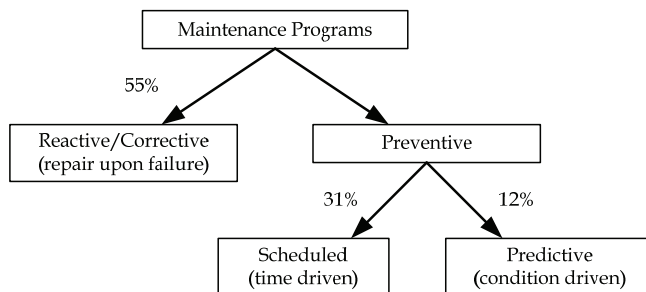 Maintenance Programs
55%
Reactive/Corrective
(repair upon failure)
Preventive
31%
12%
Scheduled
(time driven)
Predictive
(condition driven)